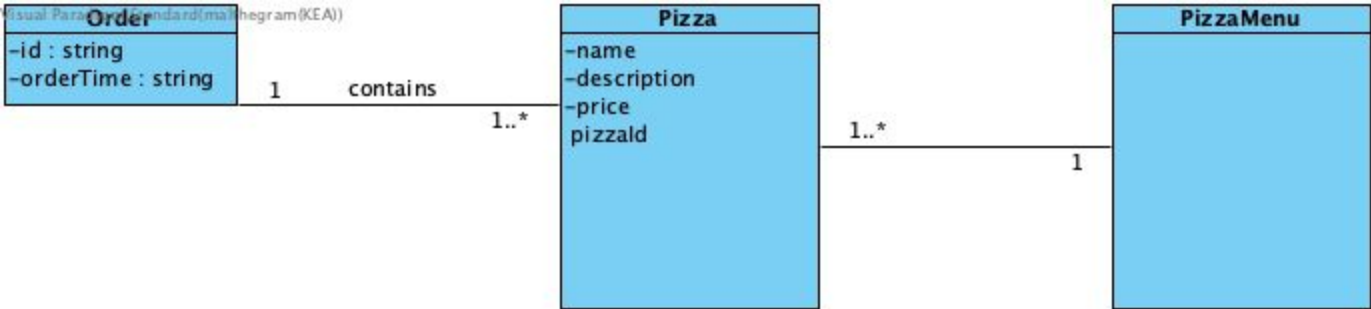 Order
-id : string
-orderTime : string
1
contains
1..*
Pizza
-name
-description
-price
pizzaId
1..*
1
PizzaMenu